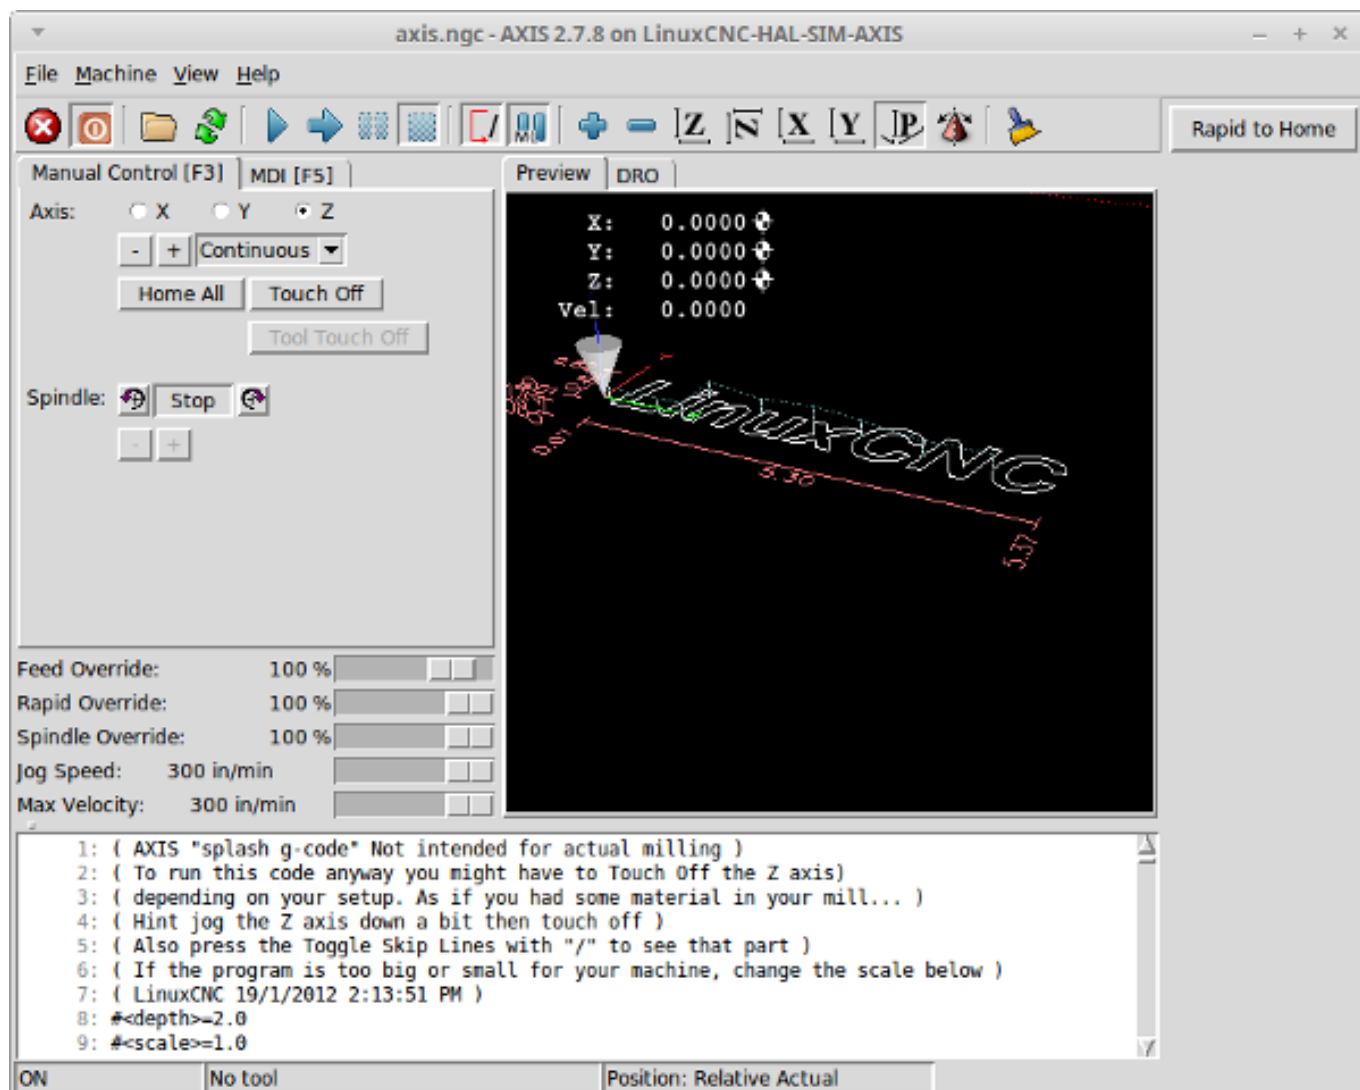 axis.ngc - AXIS 2.7.8 on LinuxCNC-HAL-SIM-AXIS
File Machine View Help
Z N X Y P
Rapid to Home
Manual Control [F3] MDI [F5]
Preview DRO
Axis: X Y Z
- + Continuous
Home All Touch Off
Tool Touch Off
Spindle: Stop
- +
X: 0.0000
Y: 0.0000
Z: 0.0000
Vel: 0.0000
LinuxCNC
5.30
5.37
Feed Override: 100 %
Rapid Override: 100 %
Spindle Override: 100 %
Jog Speed: 300 in/min
Max Velocity: 300 in/min
1: ( AXIS "splash g-code" Not intended for actual milling )
2: ( To run this code anyway you might have to Touch Off the Z axis)
3: ( depending on your setup. As if you had some material in your mill... )
4: ( Hint jog the Z axis down a bit then touch off )
5: ( Also press the Toggle Skip Lines with "/" to see that part )
6: ( If the program is too big or small for your machine, change the scale below )
7: ( LinuxCNC 19/1/2012 2:13:51 PM )
8: #<depth>=2.0
9: #<scale>=1.0
ON No tool Position: Relative Actual